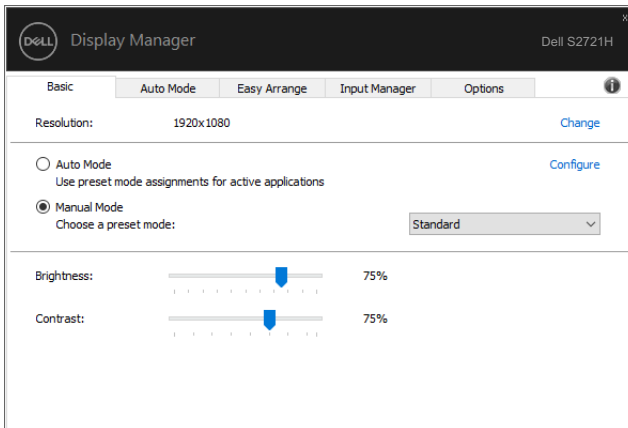 x
DELL Display Manager Dell S2721H
Basic Auto Mode Easy Arrange Input Manager Options i
Resolution: 1920x1080 Change
Auto Mode Configure
Use preset mode assignments for active applications
Manual Mode
Choose a preset mode: Standard
Brightness: 75%
Contrast: 75%